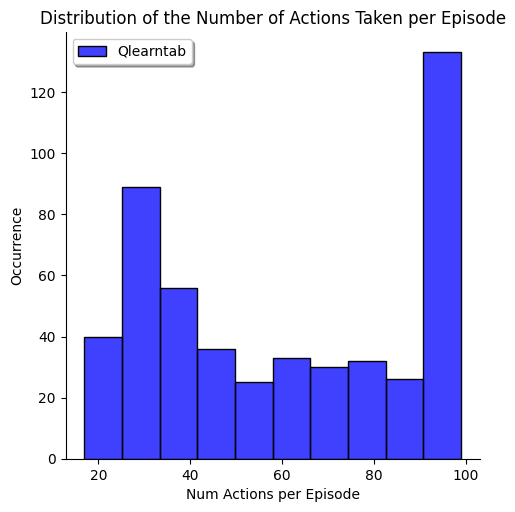 Distribution of the Number of Actions Taken per Episode
Qlearntab
Occurrence
120
100
80
60
40
20
0
20 40 60 80 100
Num Actions per Episode